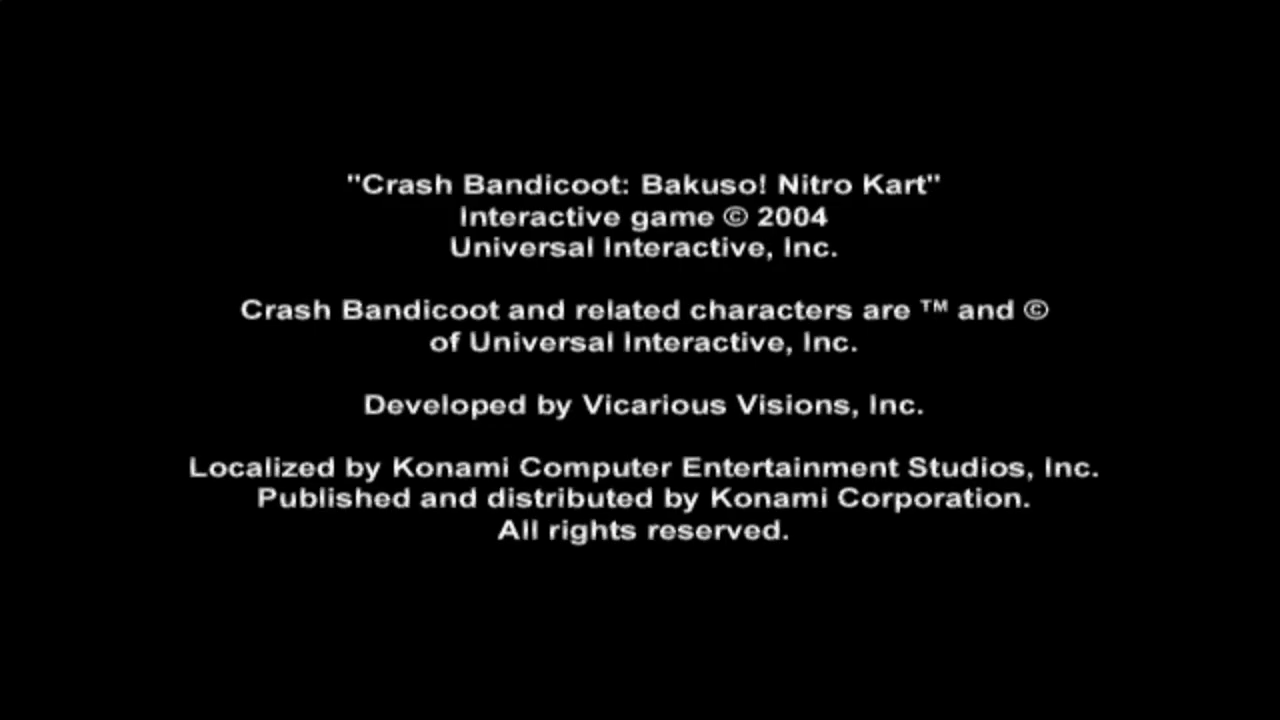 "Crash Bandicoot: Bakuso! Nitro Kart"
Interactive game © 2004
Universal Interactive, Inc.
Crash Bandicoot and related characters are ™ and ©
of Universal Interactive, Inc.
Developed by Vicarious Visions, Inc.
Localized by Konami Computer Entertainment Studios, Inc.
Published and distributed by Konami Corporation.
All rights reserved.